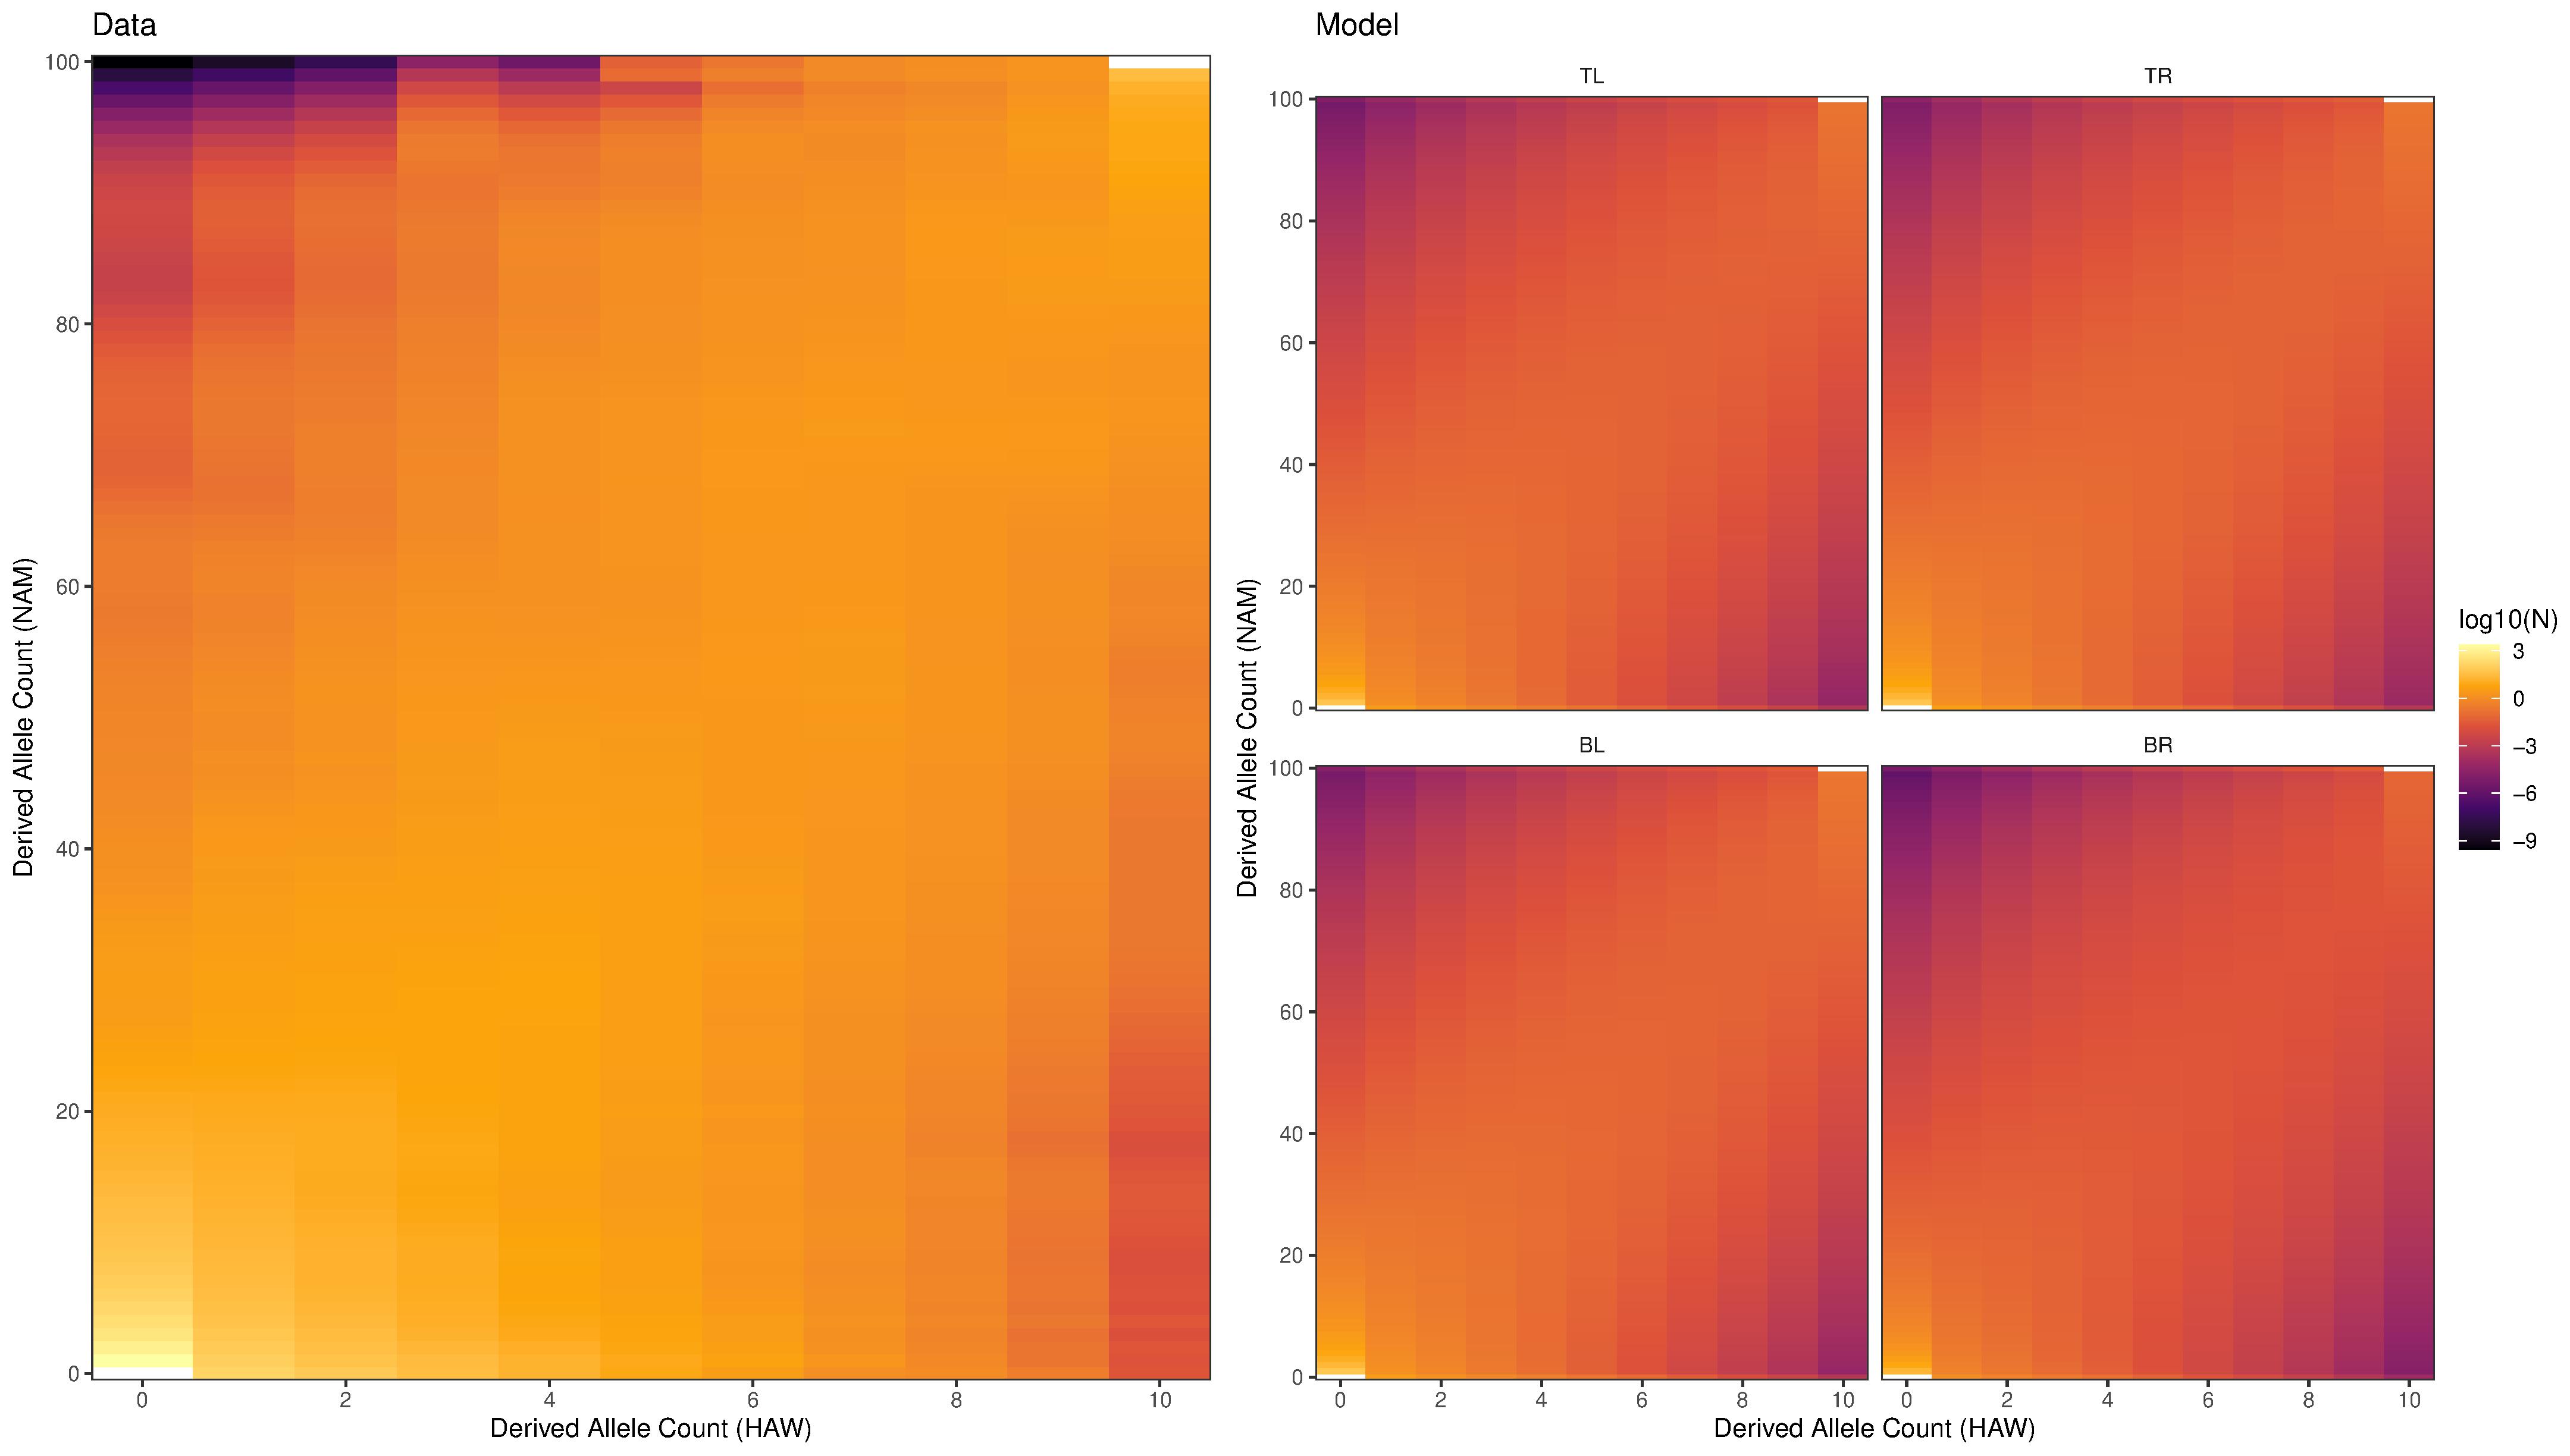 Data
100
80
60
40
20
0
Derived Allele Count (NAM)
0 2 4 6 8 10
Derived Allele Count (HAW)
Model
TL TR
100
80
60
40
20
0
BL BR
100
80
60
40
20
0
Derived Allele Count (NAM)
0 2 4 6 8 10 0 2 4 6 8 10
Derived Allele Count (HAW)
log10(N)
3
0
−3
−6
−9